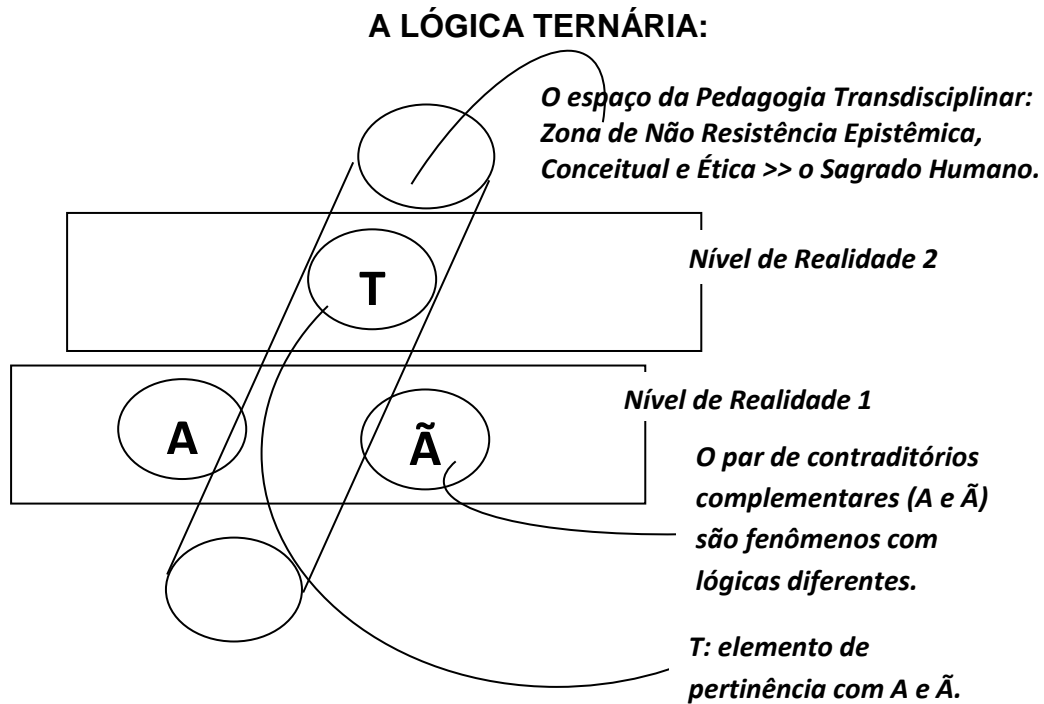 A LÓGICA TERNÁRIA:
O espaço da Pedagogia Transdisciplinar:
Zona de Não Resistência Epistêmica,
Conceitual e Ética >> o Sagrado Humano.
Nível de Realidade 2
T
Nível de Realidade 1
A
Ã
O par de contraditórios
complementares (A e Ã)
são fenômenos com
lógicas diferentes.
T: elemento de
pertinência com A e Ã.